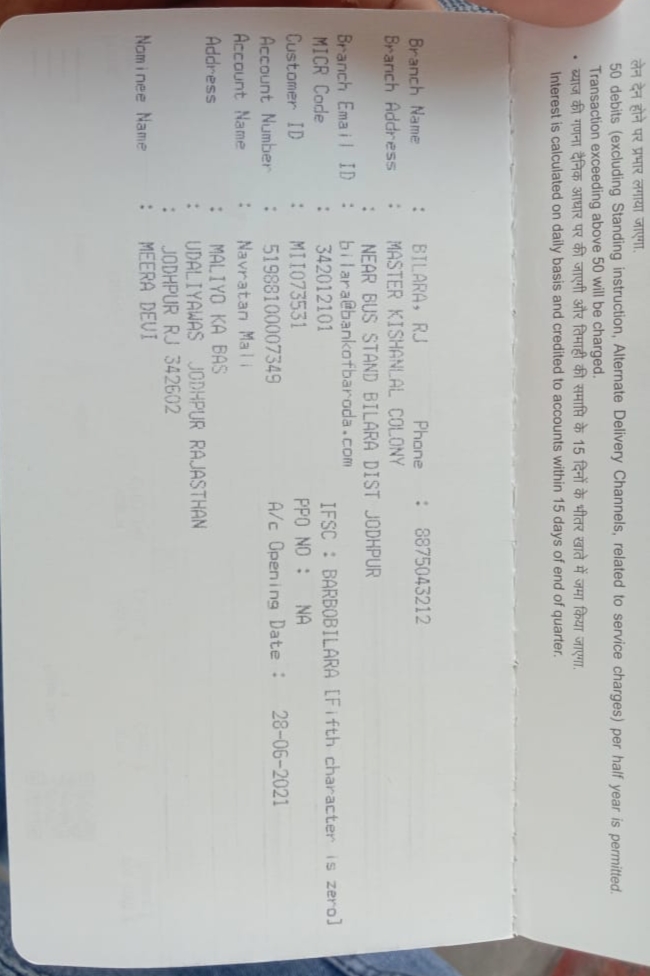 लेन देन होने पर प्रभार लगाया जाएगा.
50 debits (excluding Standing instruction, Alternate Delivery Channels, related to service charges) per half year is permitted.
Transaction exceeding above 50 will be charged.
• ब्याज की गणना दैनिक आधार पर की जाएगी और तिमाही की समाप्ति के 15 दिनों के भीतर खाते में जमा किया जाएगा.
Interest is calculated on daily basis and credited to accounts within 15 days of end of quarter.
Branch Name : BILARA, RJ Phone : 8875043212
Branch Address : MASTER KISHANLAL COLONY
: NEAR BUS STAND BILARA DIST JODHPUR
Branch Email ID : bilara@bankofbaroda.com
MICR Code : 342012101 IFSC : BARB0BILARA [Fifth character is zero]
Customer ID : MII073531 PPO NO : NA
Account Number : 51988100007349 A/c Opening Date : 28-06-2021
Account Name : Navratan Mali
Address : MALIYO KA BAS
: UDALIYAWAS JODHPUR RAJASTHAN
: JODHPUR RJ 342602
Nominee Name : MEERA DEVI